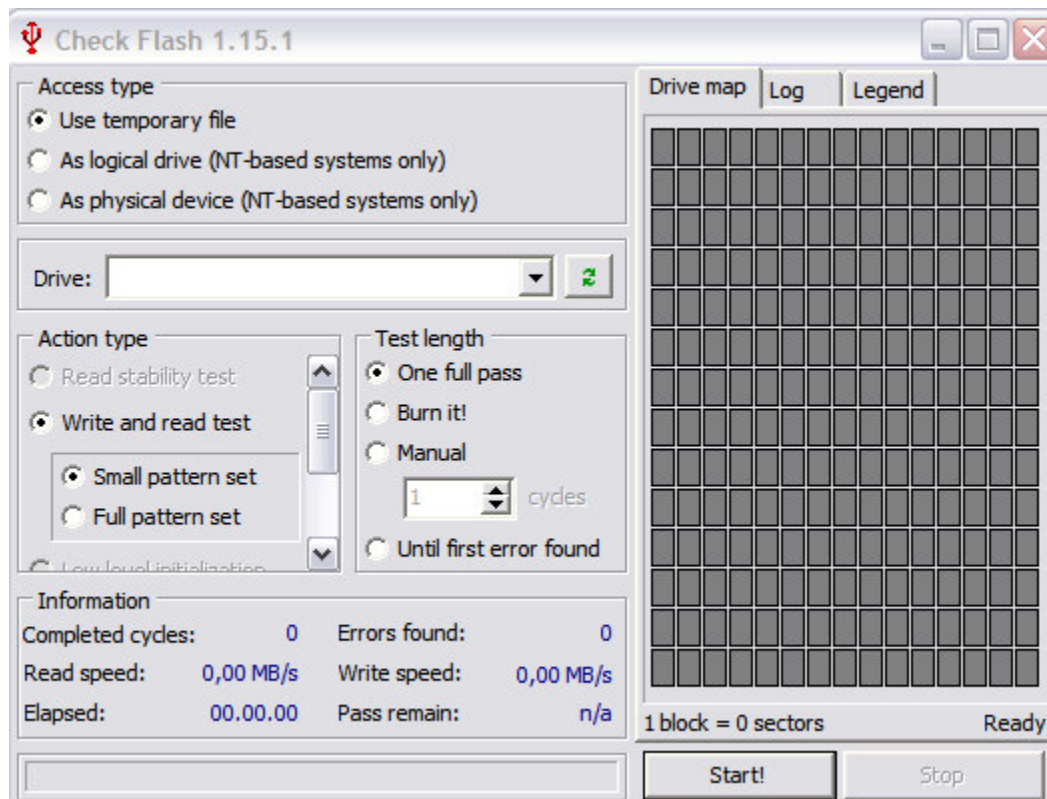 Check Flash 1.15.1
Access type
Use temporary file
As logical drive (NT-based systems only)
As physical device (NT-based systems only)
Drive:
Action type
Read stability test
Write and read test
Small pattern set
Full pattern set
Low level initialization
Test length
One full pass
Burn it!
Manual
1 cycles
Until first error found
Information
Completed cycles: 0 Errors found: 0
Read speed: 0,00 MB/s Write speed: 0,00 MB/s
Elapsed: 00.00.00 Pass remain: n/a
Drive map Log Legend
1 block = 0 sectors Ready
Start! Stop